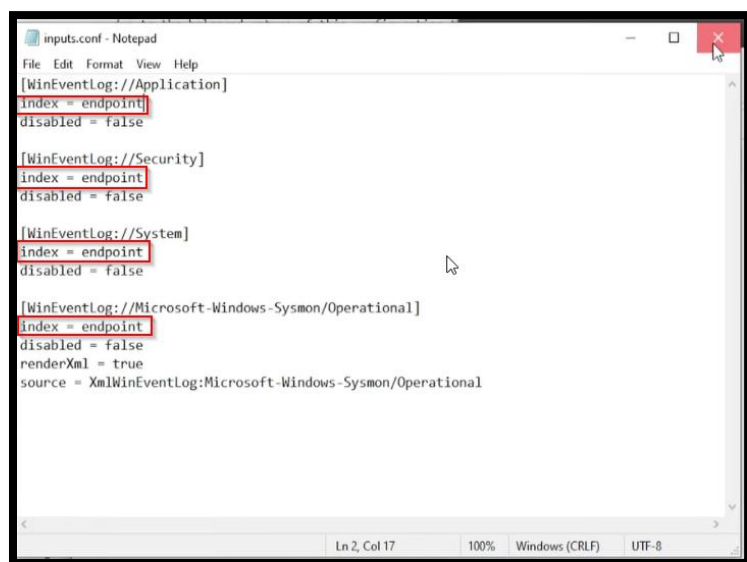 inputs.conf - Notepad
File Edit Format View Help
[WinEventLog://Application]
index = endpoint
disabled = false
[WinEventLog://Security]
index = endpoint
disabled = false
[WinEventLog://System]
index = endpoint
disabled = false
[WinEventLog://Microsoft-Windows-Sysmon/Operational]
index = endpoint
disabled = false
renderXml = true
source = XmlWinEventLog:Microsoft-Windows-Sysmon/Operational
Ln 2, Col 17 100% Windows (CRLF) UTF-8